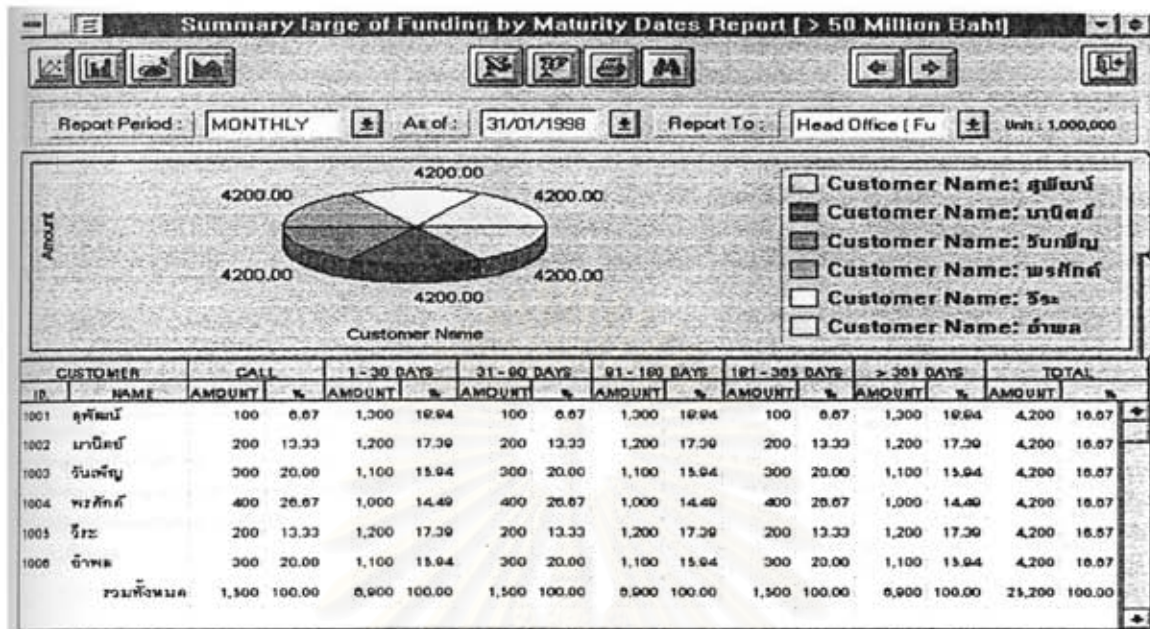 Summary large of Funding by Maturity Dates Report [ > 50 Million Baht]
Report Period : MONTHLY As of : 31/01/1998 Report To : Head Office ( Fu Unit : 1,000,000
4200.00
4200.00 4200.00
Amount
4200.00 4200.00
4200.00
Customer Name
Customer Name: สุพัฒน์
Customer Name: มานิตย์
Customer Name: วันเพ็ญ
Customer Name: พรศักดิ์
Customer Name: วีระ
Customer Name: อำพล
CUSTOMER CALL 1 - 30 DAYS 31 - 90 DAYS 91 - 180 DAYS 181 - 365 DAYS > 365 DAYS TOTAL
ID. NAME AMOUNT % AMOUNT % AMOUNT % AMOUNT % AMOUNT % AMOUNT % AMOUNT %
1001 สุพัฒน์ 100 6.67 1,300 18.84 100 6.67 1,300 18.84 100 6.67 1,300 18.84 4,200 16.67
1002 มานิตย์ 200 13.33 1,200 17.39 200 13.33 1,200 17.39 200 13.33 1,200 17.39 4,200 16.67
1003 วันเพ็ญ 300 20.00 1,100 15.94 300 20.00 1,100 15.94 300 20.00 1,100 15.94 4,200 16.67
1004 พรศักดิ์ 400 26.67 1,000 14.49 400 26.67 1,000 14.49 400 26.67 1,000 14.49 4,200 16.67
1005 วีระ 200 13.33 1,200 17.39 200 13.33 1,200 17.39 200 13.33 1,200 17.39 4,200 16.67
1006 อำพล 300 20.00 1,100 15.94 300 20.00 1,100 15.94 300 20.00 1,100 15.94 4,200 16.67
รวมทั้งหมด 1,500 100.00 6,900 100.00 1,500 100.00 6,900 100.00 1,500 100.00 6,900 100.00 25,200 100.00